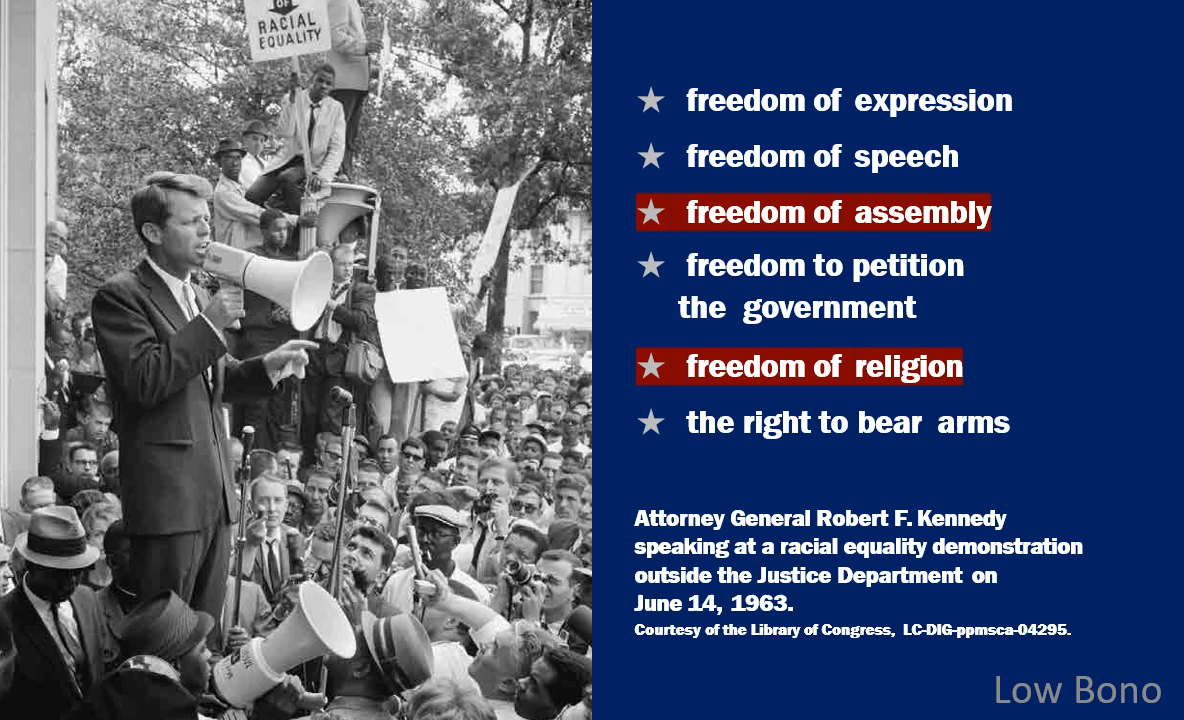 OF
RACIAL
EQUALITY
★ freedom of expression
★ freedom of speech
★ freedom of assembly
★ freedom to petition
the government
★ freedom of religion
★ the right to bear arms
Attorney General Robert F. Kennedy
speaking at a racial equality demonstration
outside the Justice Department on
June 14, 1963.
Courtesy of the Library of Congress, LC-DIG-ppmsca-04295.
Low Bono